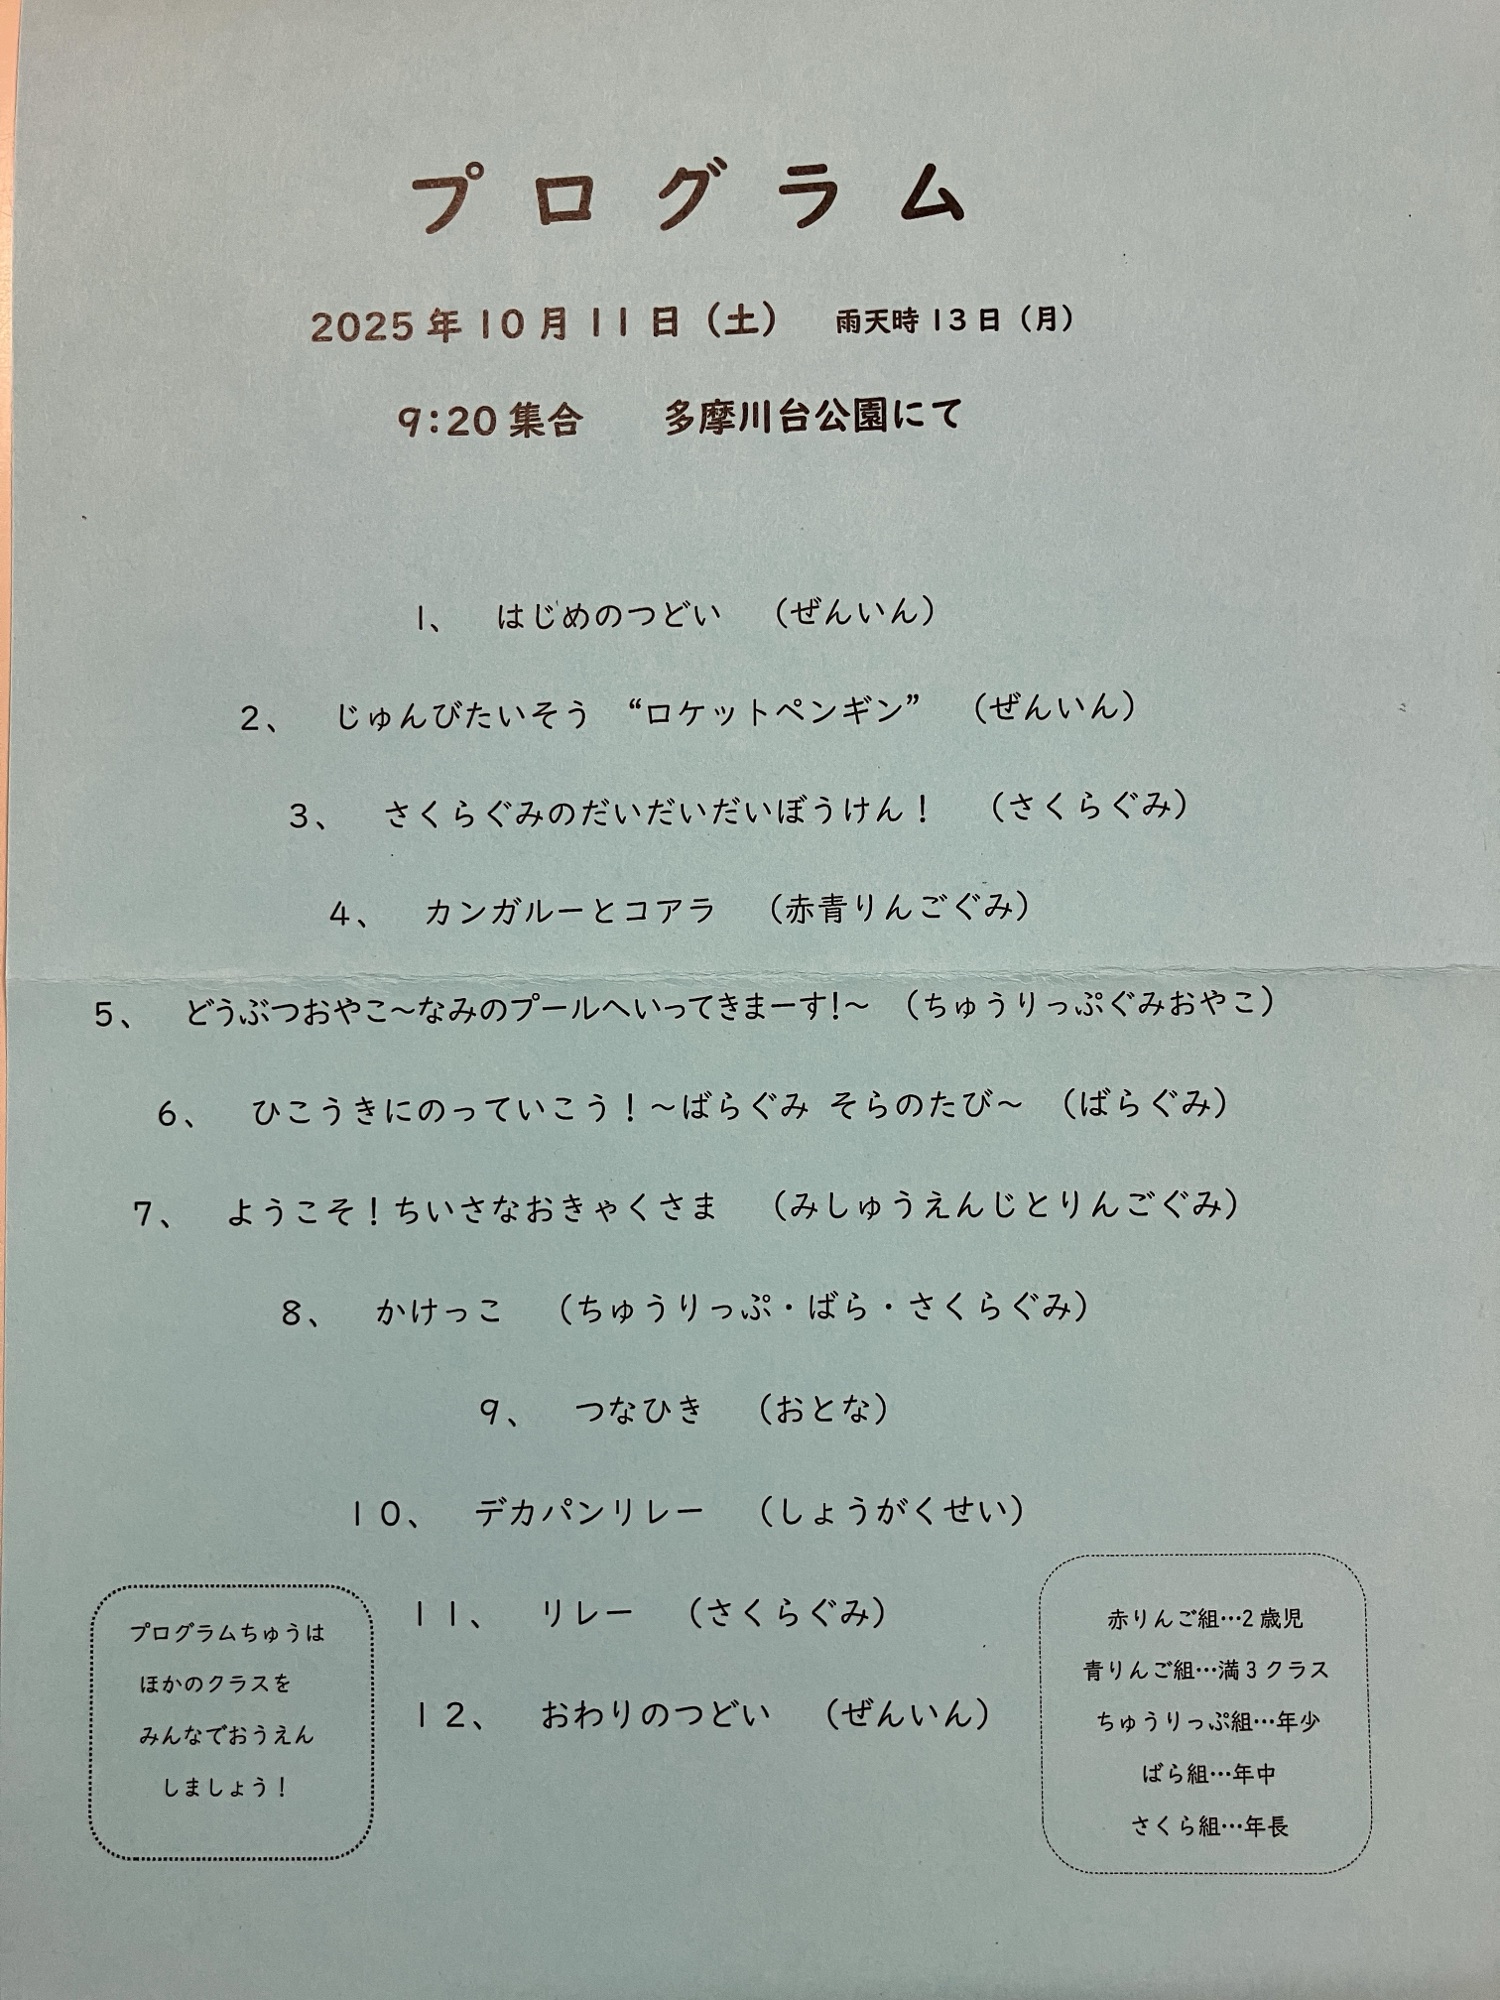 プログラム
2025年10月11日（土）　雨天時13日（月）
9:20集合　　多摩川台公園にて
1、　はじめのつどい　（ぜんいん）
2、　じゅんびたいそう　“ロケットペンギン”　（ぜんいん）
3、　さくらぐみのだいだいだいぼうけん！　（さくらぐみ）
4、　カンガルーとコアラ　（赤青りんごぐみ）
5、　どうぶつおやこ～なみのプールへいってきまーす!～　（ちゅうりっぷぐみおやこ）
6、　ひこうきにのっていこう！～ばらぐみ そらのたび～　（ばらぐみ）
7、　ようこそ！ちいさなおきゃくさま　（みしゅうえんじとりんごぐみ）
8、　かけっこ　（ちゅうりっぷ・ばら・さくらぐみ）
9、　つなひき　（おとな）
10、　デカパンリレー　（しょうがくせい）
11、　リレー　（さくらぐみ）
12、　おわりのつどい　（ぜんいん）
プログラムちゅうは
ほかのクラスを
みんなでおうえん
しましょう！
赤りんご組…2歳児
青りんご組…満3クラス
ちゅうりっぷ組…年少
ばら組…年中
さくら組…年長